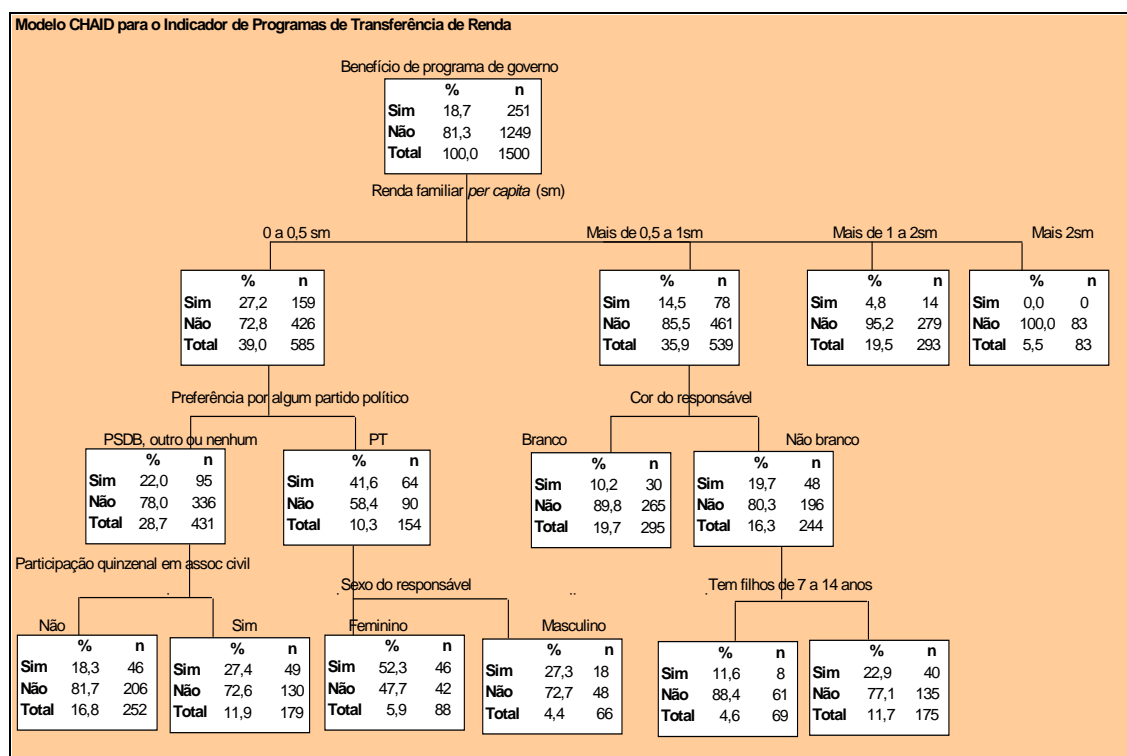 Modelo CHAID para o Indicador de Programas de Transferência de Renda
Benefício de programa de governo
% n
Sim 18,7 251
Não 81,3 1249
Total 100,0 1500
Renda familiar per capita (sm)
0 a 0,5 sm Mais de 0,5 a 1sm Mais de 1 a 2sm Mais 2sm
% n % n % n % n
Sim 27,2 159 Sim 14,5 78 Sim 4,8 14 Sim 0,0 0
Não 72,8 426 Não 85,5 461 Não 95,2 279 Não 100,0 83
Total 39,0 585 Total 35,9 539 Total 19,5 293 Total 5,5 83
Preferência por algum partido político Cor do responsável
PSDB, outro ou nenhum PT Branco Não branco
% n % n % n % n
Sim 22,0 95 Sim 41,6 64 Sim 10,2 30 Sim 19,7 48
Não 78,0 336 Não 58,4 90 Não 89,8 265 Não 80,3 196
Total 28,7 431 Total 10,3 154 Total 19,7 295 Total 16,3 244
Participação quinzenal em assoc civil Sexo do responsável Tem filhos de 7 a 14 anos
Não Sim Feminino Masculino
% n % n % n % n % n % n
Sim 18,3 46 Sim 27,4 49 Sim 52,3 46 Sim 27,3 18 Sim 11,6 8 Sim 22,9 40
Não 81,7 206 Não 72,6 130 Não 47,7 42 Não 72,7 48 Não 88,4 61 Não 77,1 135
Total 16,8 252 Total 11,9 179 Total 5,9 88 Total 4,4 66 Total 4,6 69 Total 11,7 175